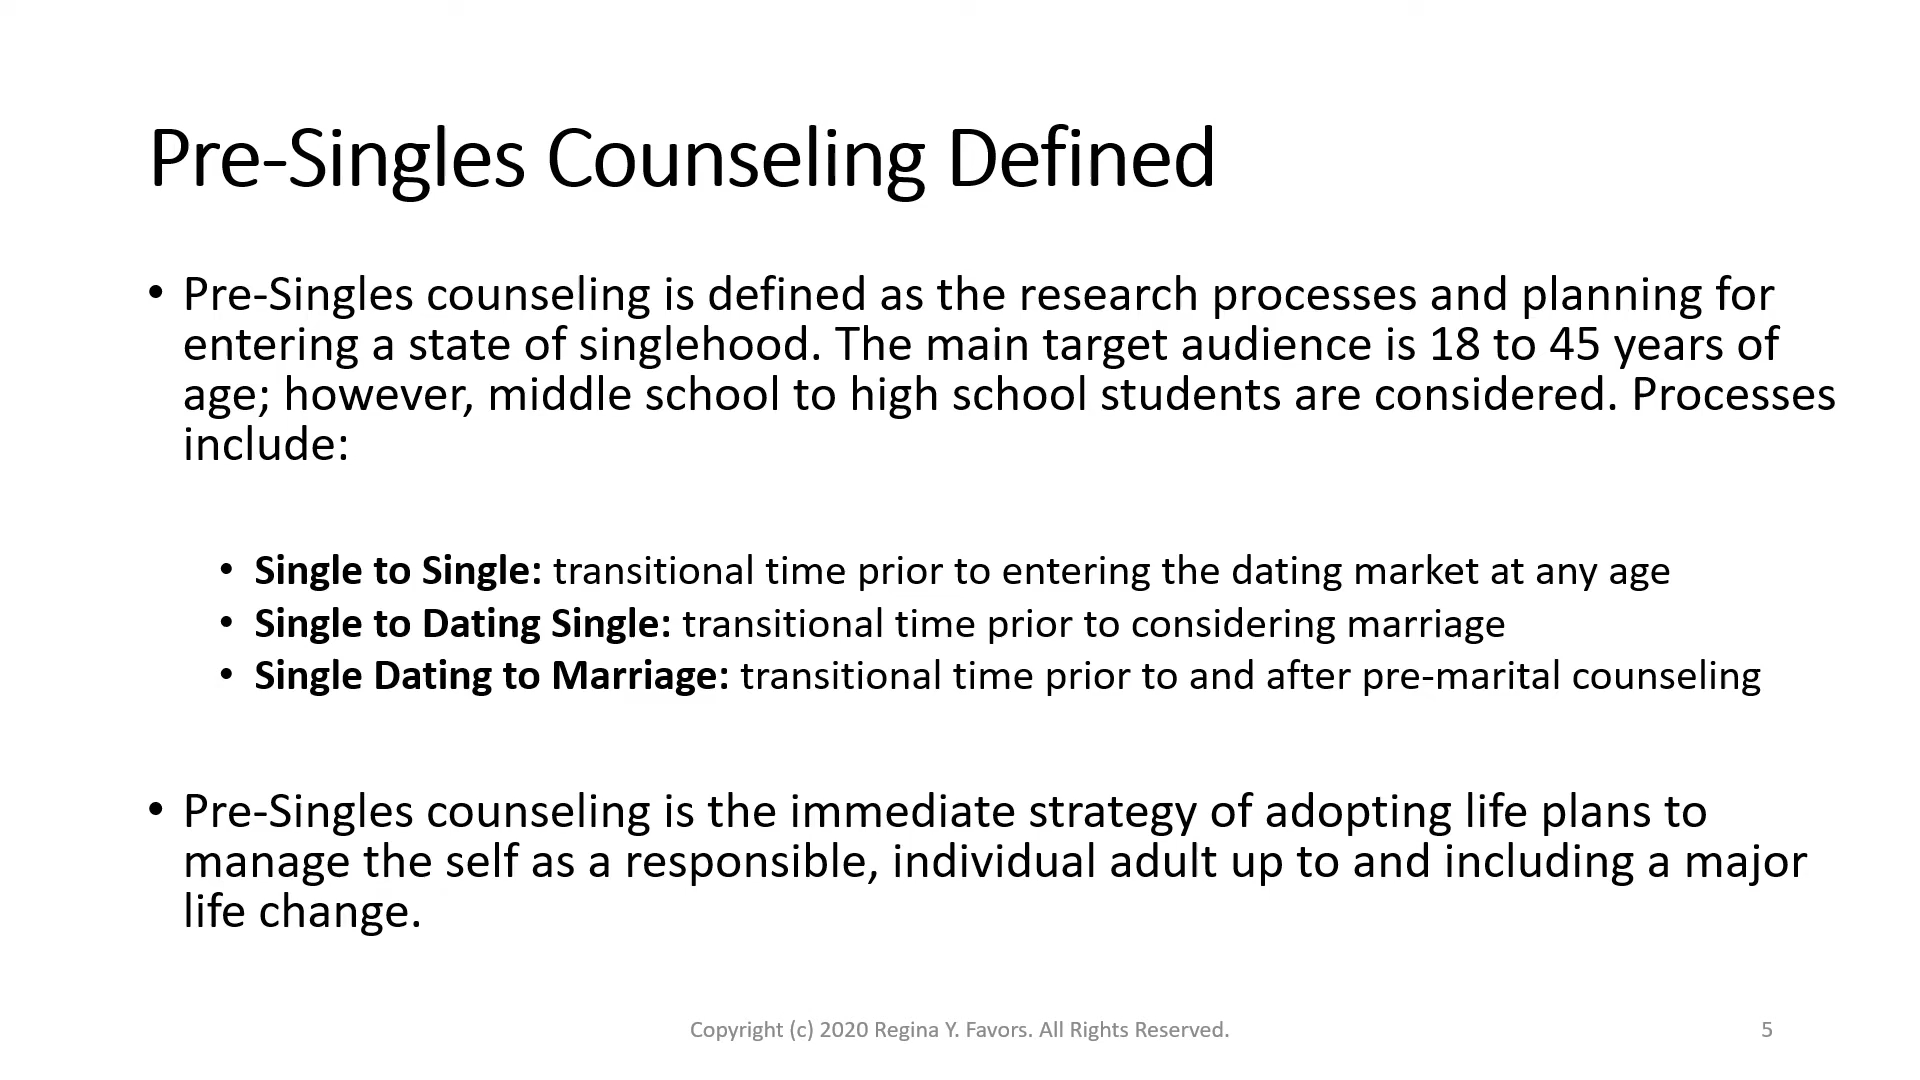 Pre-Singles Counseling Defined
• Pre-Singles counseling is defined as the research processes and planning for
entering a state of singlehood. The main target audience is 18 to 45 years of
age; however, middle school to high school students are considered. Processes
include:
• Single to Single: transitional time prior to entering the dating market at any age
• Single to Dating Single: transitional time prior to considering marriage
• Single Dating to Marriage: transitional time prior to and after pre-marital counseling
• Pre-Singles counseling is the immediate strategy of adopting life plans to
manage the self as a responsible, individual adult up to and including a major
life change.
Copyright (c) 2020 Regina Y. Favors. All Rights Reserved.
5